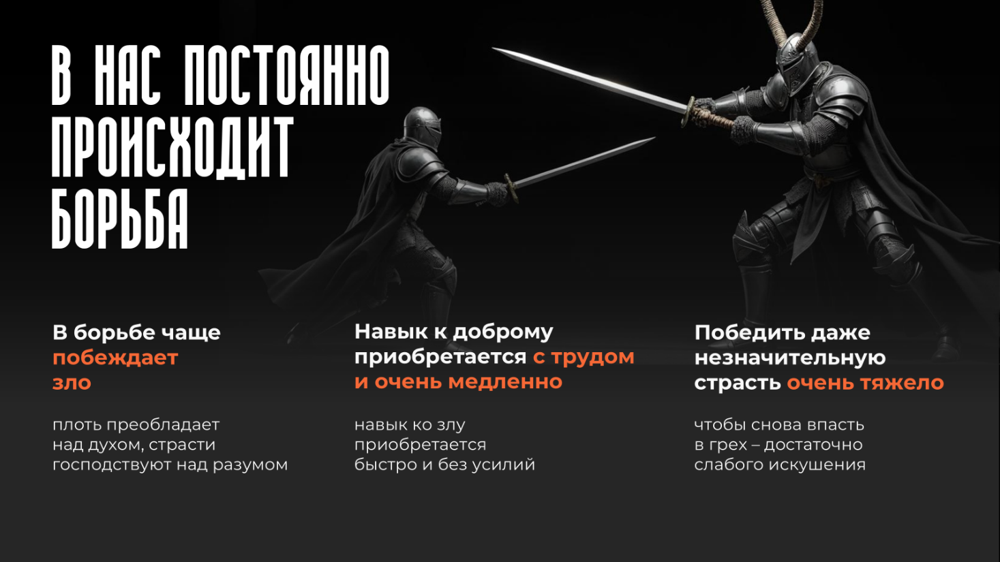 В НАС ПОСТОЯННО
ПРОИСХОДИТ
БОРЬБА
В борьбе чаще
побеждает
зло
плоть преобладает
над духом, страсти
господствуют над разумом
Навык к доброму
приобретается с трудом
и очень медленно
навык ко злу
приобретается
быстро и без усилий
Победить даже
незначительную
страсть очень тяжело
чтобы снова впасть
в грех – достаточно
слабого искушения